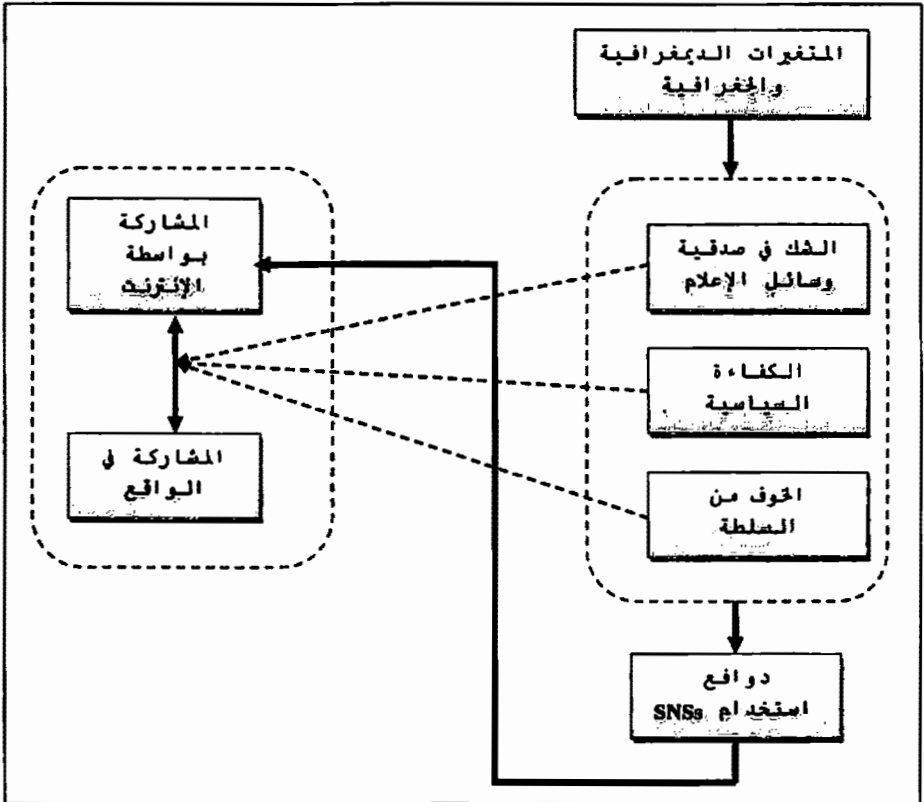 المتغيرات الديمغرافية
والجغرافية
المشاركة
بواسطة
الإنترنت
الشك في صدقية
وسائل الإعلام
الكفاءة
السياسية
المشاركة في
الواقع
الخوف من
السلطة
دوافع
استخدام SNSs